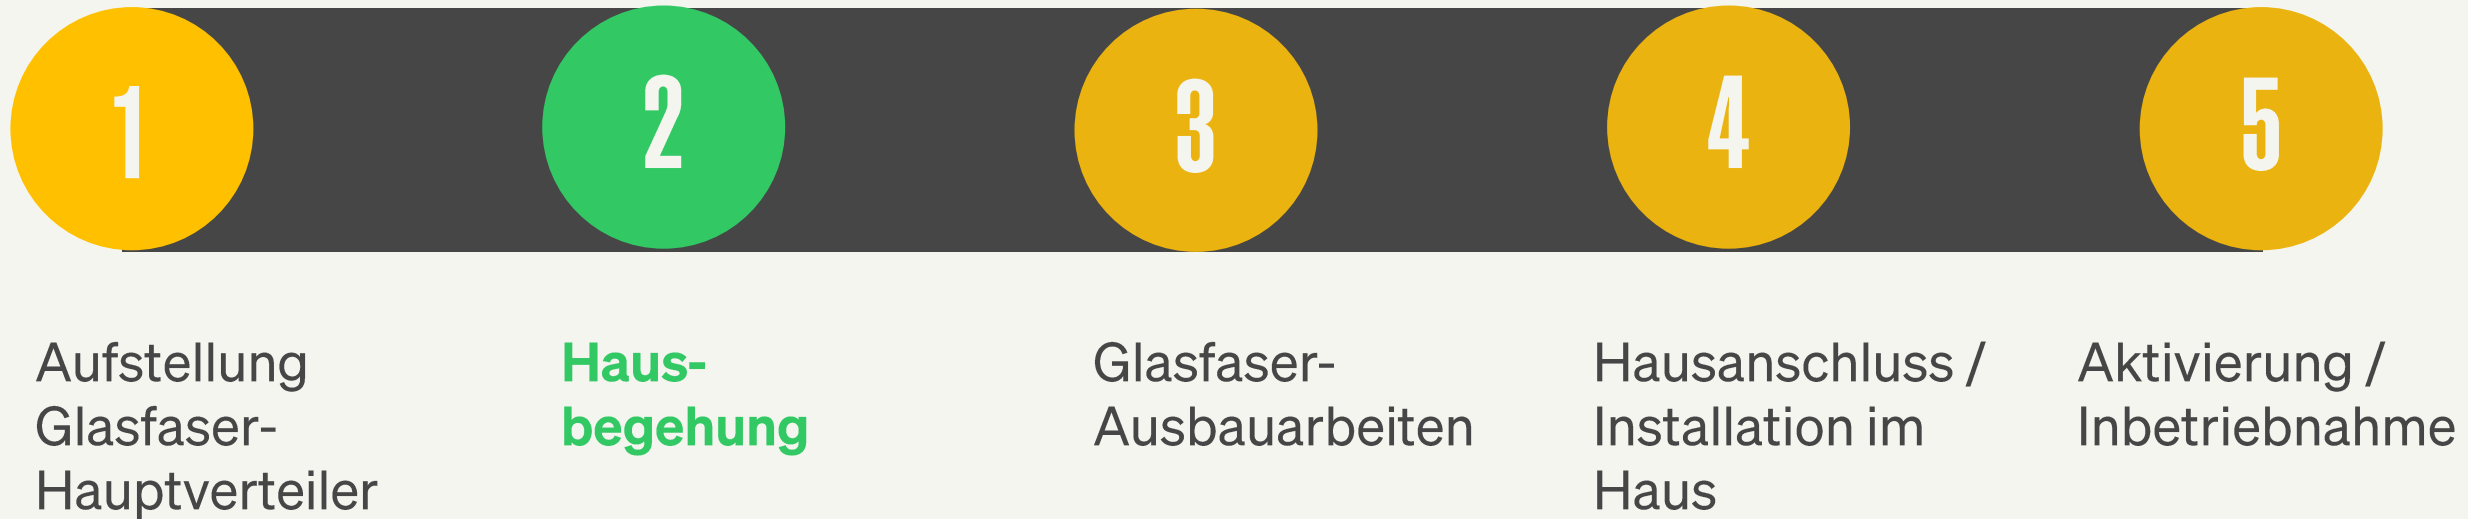 1
2
3
4
5
Aufstellung
Glasfaser-
Hauptverteiler
Haus-
begehung
Glasfaser-
Ausbauarbeiten
Hausanschluss /
Installation im
Haus
Aktivierung /
Inbetriebnahme